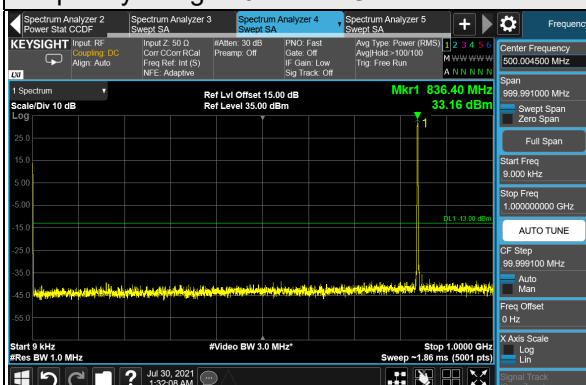 Spectrum Analyzer 2
Power Stat CCDF
Spectrum Analyzer 3
Swept SA
Spectrum Analyzer 4
Swept SA
Spectrum Analyzer 5
Swept SA
+
Frequency
KEYSIGHT
Input: RF
Coupling: DC
Align: Auto
Input Z: 50 Ω
Corr CCorr RCal
Freq Ref: Int (S)
NFE: Adaptive
#Atten: 30 dB
Preamp: Off
PNO: Fast
Gate: Off
IF Gain: Low
Sig Track: Off
Avg Type: Power (RMS)
Avg|Hold:>100/100
Trig: Free Run
1 2 3 4 5 6
M W W W W W
A N N N N N
LXI
1 Spectrum
Scale/Div 10 dB
Log
Ref Lvl Offset 15.00 dB
Ref Level 35.00 dBm
Mkr1 836.40 MHz
33.16 dBm
1
25.0
15.0
5.00
-5.00
-15.0
DL1 -13.00 dBm
-25.0
-35.0
-45.0
-55.0
Start 9 kHz
#Res BW 1.0 MHz
#Video BW 3.0 MHz*
Stop 1.0000 GHz
Sweep ~1.86 ms (5001 pts)
Center Frequency
500.004500 MHz
Span
999.991000 MHz
Swept Span
Zero Span
Full Span
Start Freq
9.000 kHz
Stop Freq
1.000000000 GHz
AUTO TUNE
CF Step
99.999100 MHz
Auto
Man
Freq Offset
0 Hz
X Axis Scale
Log
Lin
Signal Track
?
Jul 30, 2021
1:32:08 AM